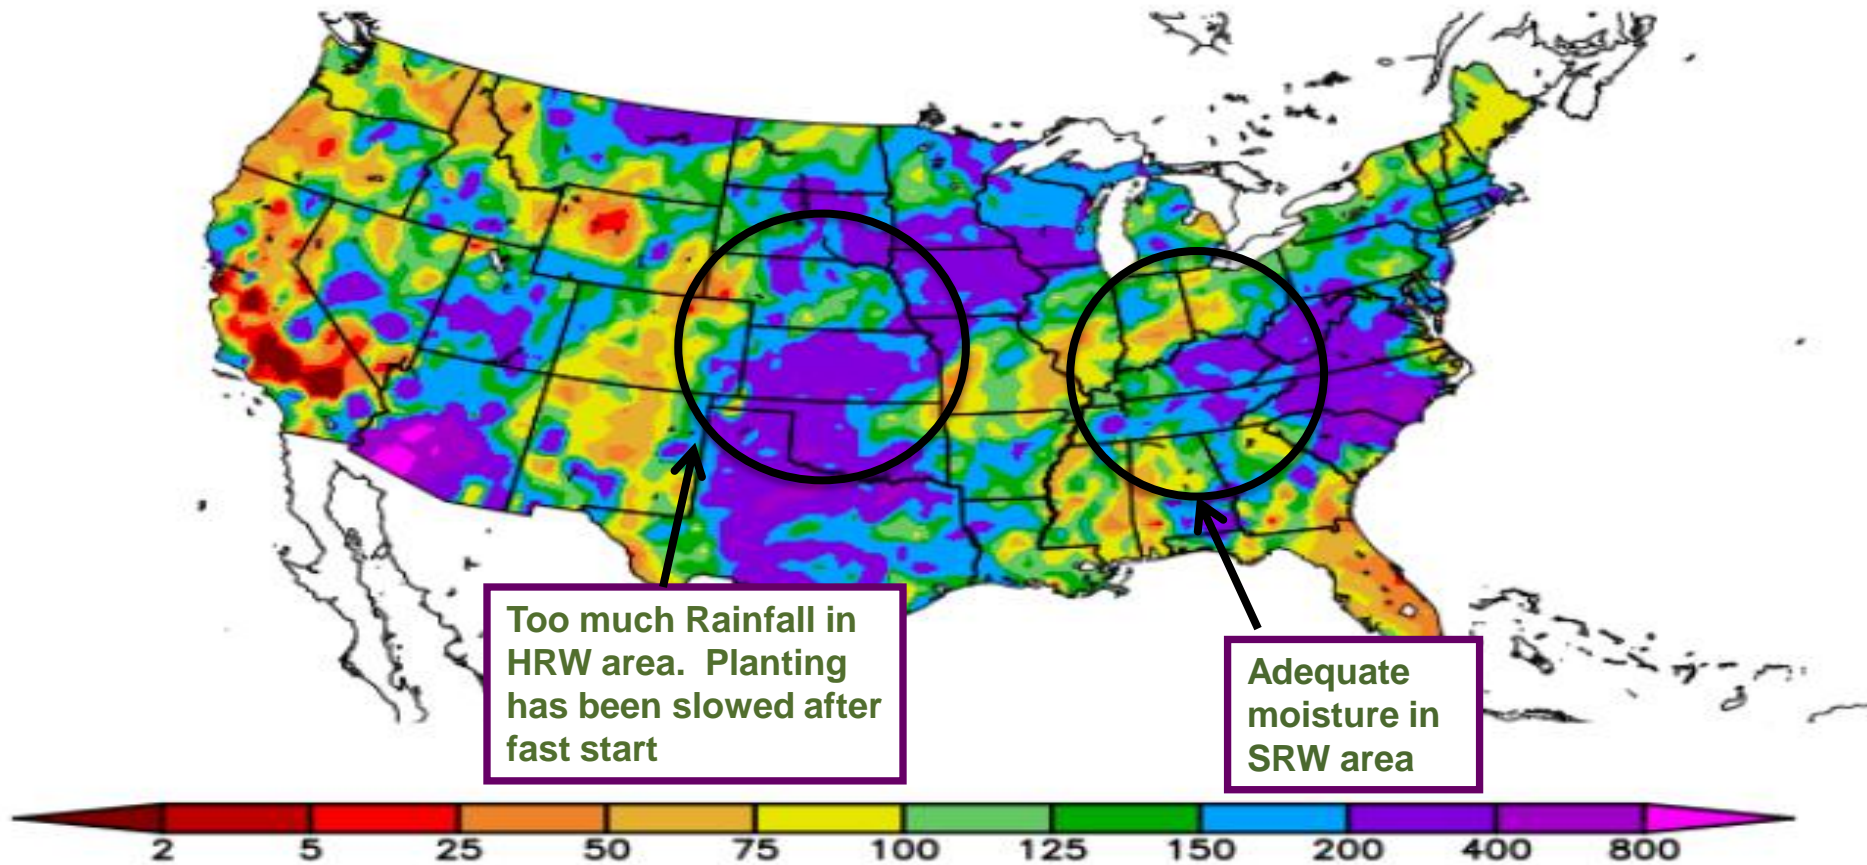 Too much Rainfall in
HRW area.  Planting
has been slowed after
fast start
Adequate
moisture in
SRW area
2 5 25 50 75 100 125 150 200 400 800